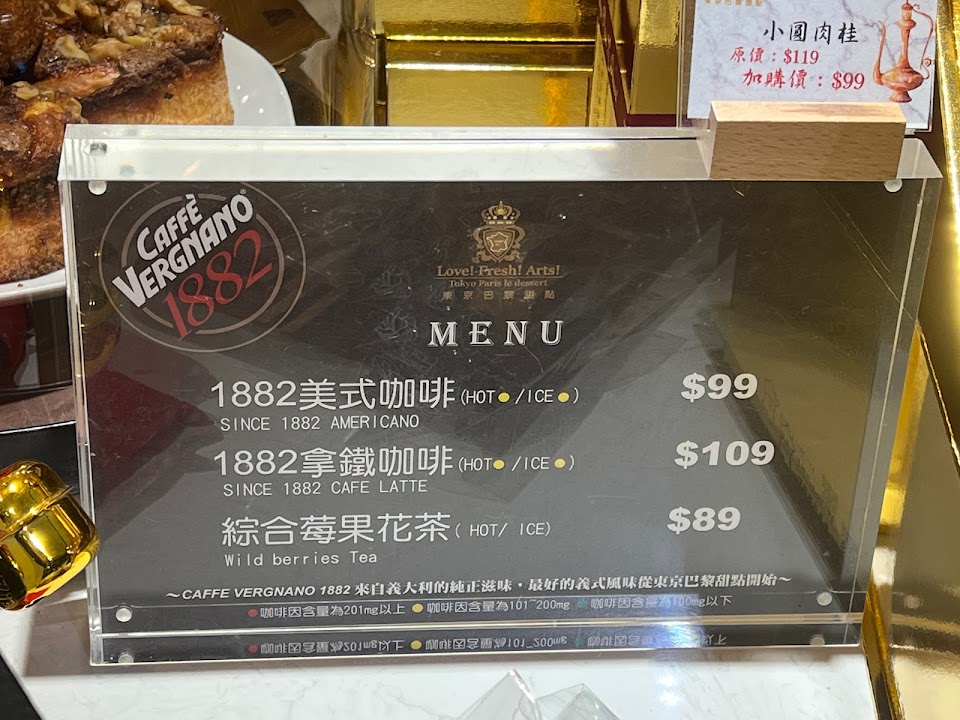 小圓肉桂
原價：$119
加購價：$99
CAFFÈ
VERGNANO®
1882
Love! Fresh! Arts!
Tokyo Paris le dessert
東京巴黎甜點
MENU
1882美式咖啡(HOT●/ICE●) $99
SINCE 1882 AMERICANO
1882拿鐵咖啡(HOT●/ICE●) $109
SINCE 1882 CAFE LATTE
綜合莓果花茶( HOT/ ICE) $89
Wild berries Tea
～CAFFE VERGNANO 1882 來自義大利的純正滋味，最好的義式風味從東京巴黎甜點開始～
●咖啡因含量為201mg以上 ●咖啡因含量為101~200mg ●咖啡因含量為100mg以下